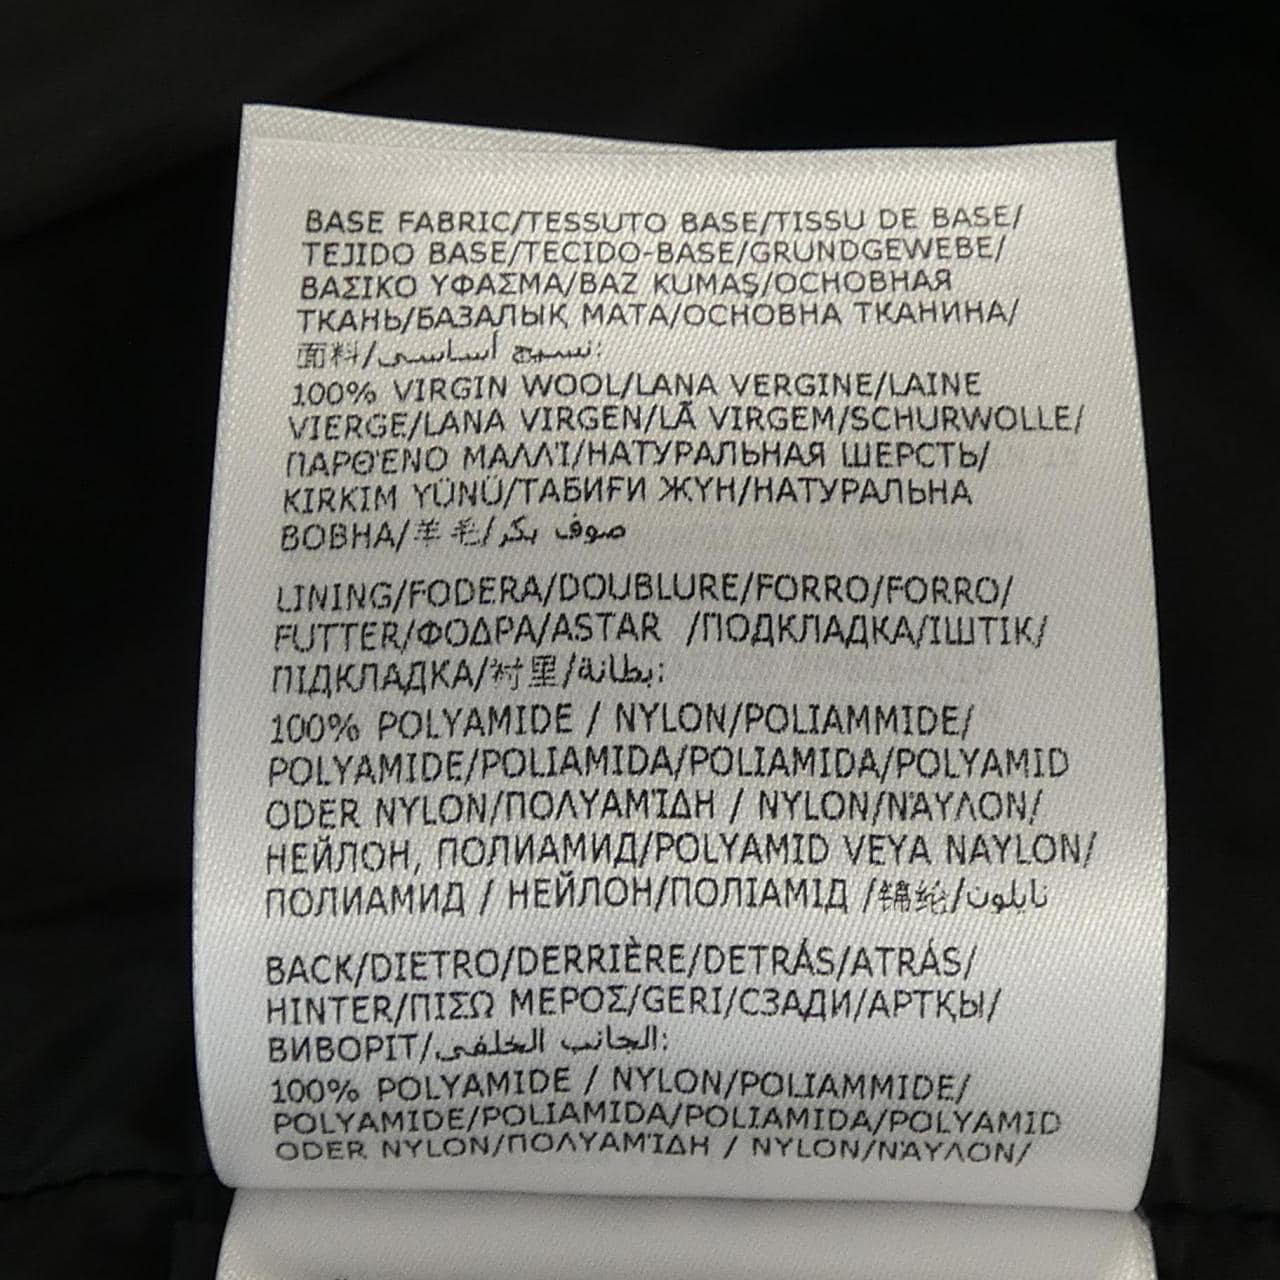 BASE FABRIC/TESSUTO BASE/TISSU DE BASE/
TEJIDO BASE/TECIDO-BASE/GRUNDGEWEBE/
ΒΑΣΙΚΟ ΥΦΑΣΜΑ/BAZ KUMAŞ/ОСНОВНАЯ
ТКАНЬ/БАЗАЛЫҚ МАТА/ОСНОВНА ТКАНИНА/
面料/نسيج أساسى:
100% VIRGIN WOOL/LANA VERGINE/LAINE
VIERGE/LANA VIRGEN/LÃ VIRGEM/SCHURWOLLE/
ΠΑΡΘΈΝΟ ΜΑΛΛΊ/НАТУРАЛЬНАЯ ШЕРСТЬ/
KIRKIM YÜNÜ/ТАБИҒИ ЖҮН/НАТУРАЛЬНА
ВОВНА/羊毛/صوف بكر
LINING/FODERA/DOUBLURE/FORRO/FORRO/
FUTTER/ΦΟΔΡΑ/ASTAR /ПОДКЛАДКА/ІШТІК/
ПІДКЛАДКА/衬里/بطانة:
100% POLYAMIDE / NYLON/POLIAMMIDE/
POLYAMIDE/POLIAMIDA/POLIAMIDA/POLYAMID
ODER NYLON/ΠΟΛΥΑΜΊΔΗ / NYLON/ΝΆΥΛΟΝ/
НЕЙЛОН, ПОЛИАМИД/POLYAMID VEYA NAYLON/
ПОЛИАМИД / НЕЙЛОН/ПОЛІАМІД /锦纶/نايلون
BACK/DIETRO/DERRIÈRE/DETRÁS/ATRÁS/
HINTER/ΠΙΣΩ ΜΕΡΟΣ/GERI/СЗАДИ/АРТҚЫ/
ВИВОРІТ/الجانب الخلفى:
100% POLYAMIDE / NYLON/POLIAMMIDE/
POLYAMIDE/POLIAMIDA/POLIAMIDA/POLYAMID
ODER NYLON/ΠΟΛΥΑΜΊΔΗ / NYLON/ΝΆΥΛΟΝ/